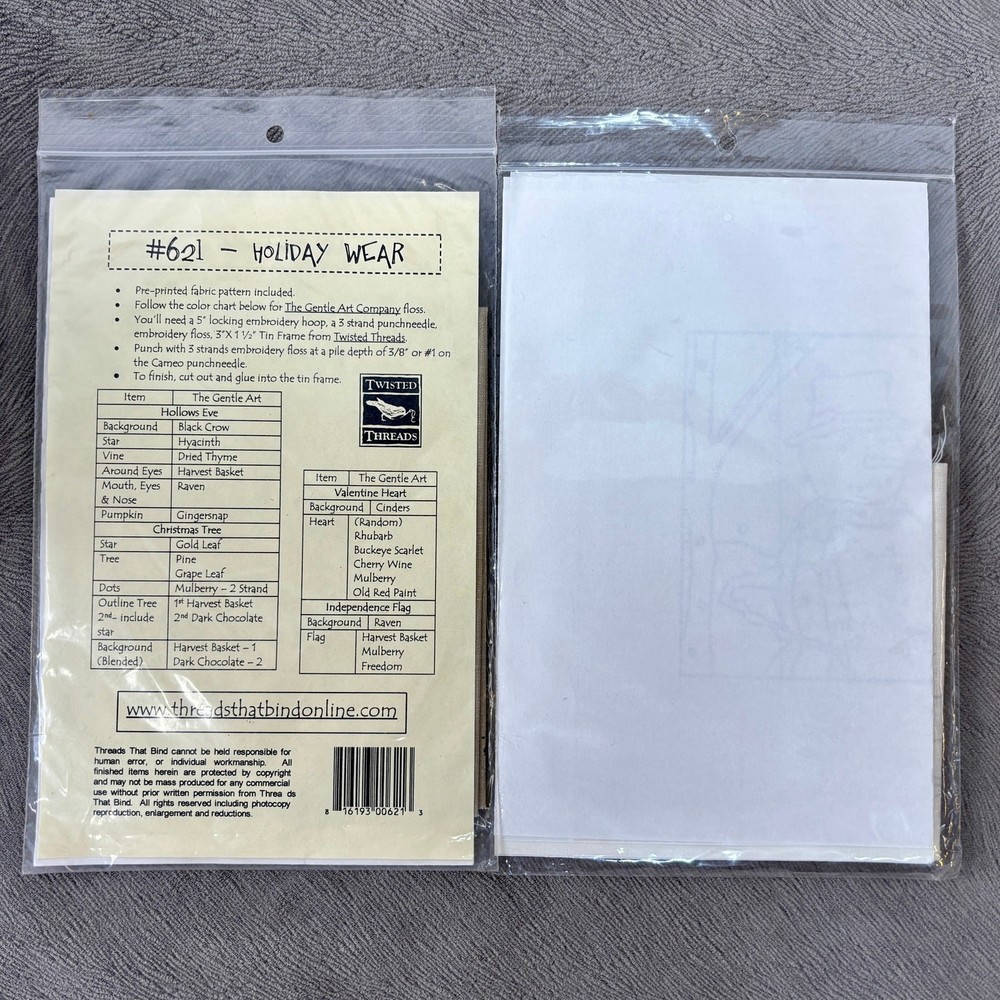 #621 – HOLIDAY WEAR
• Pre-printed fabric pattern included.
• Follow the color chart below for The Gentle Art Company floss.
• You'll need a 5" locking embroidery hoop, a 3 strand punchneedle,
embroidery floss, 3"X 1 ½" Tin Frame from Twisted Threads.
• Punch with 3 strands embroidery floss at a pile depth of 3/8" or #1 on
the Cameo punchneedle.
• To finish, cut out and glue into the tin frame.
TWISTED
THREADS
Item The Gentle Art
Hollows Eve
Background Black Crow
Star Hyacinth
Vine Dried Thyme
Around Eyes Harvest Basket
Mouth, Eyes Raven
& Nose
Pumpkin Gingersnap
Christmas Tree
Star Gold Leaf
Tree Pine
Grape Leaf
Dots Mulberry – 2 Strand
Outline Tree 1st Harvest Basket
2nd- include 2nd Dark Chocolate
star
Background Harvest Basket – 1
(Blended) Dark Chocolate – 2
Item The Gentle Art
Valentine Heart
Background Cinders
Heart (Random)
Rhubarb
Buckeye Scarlet
Cherry Wine
Mulberry
Old Red Paint
Independence Flag
Background Raven
Flag Harvest Basket
Mulberry
Freedom
www.threadsthatbindonline.com
Threads That Bind cannot be held responsible for
human error, or individual workmanship. All
finished items herein are protected by copyright
and may not be mass produced for any commercial
use without prior written permission from Threa ds
That Bind. All rights reserved including photocopy
reproduction, enlargement and reductions.
8 16193 00621 3